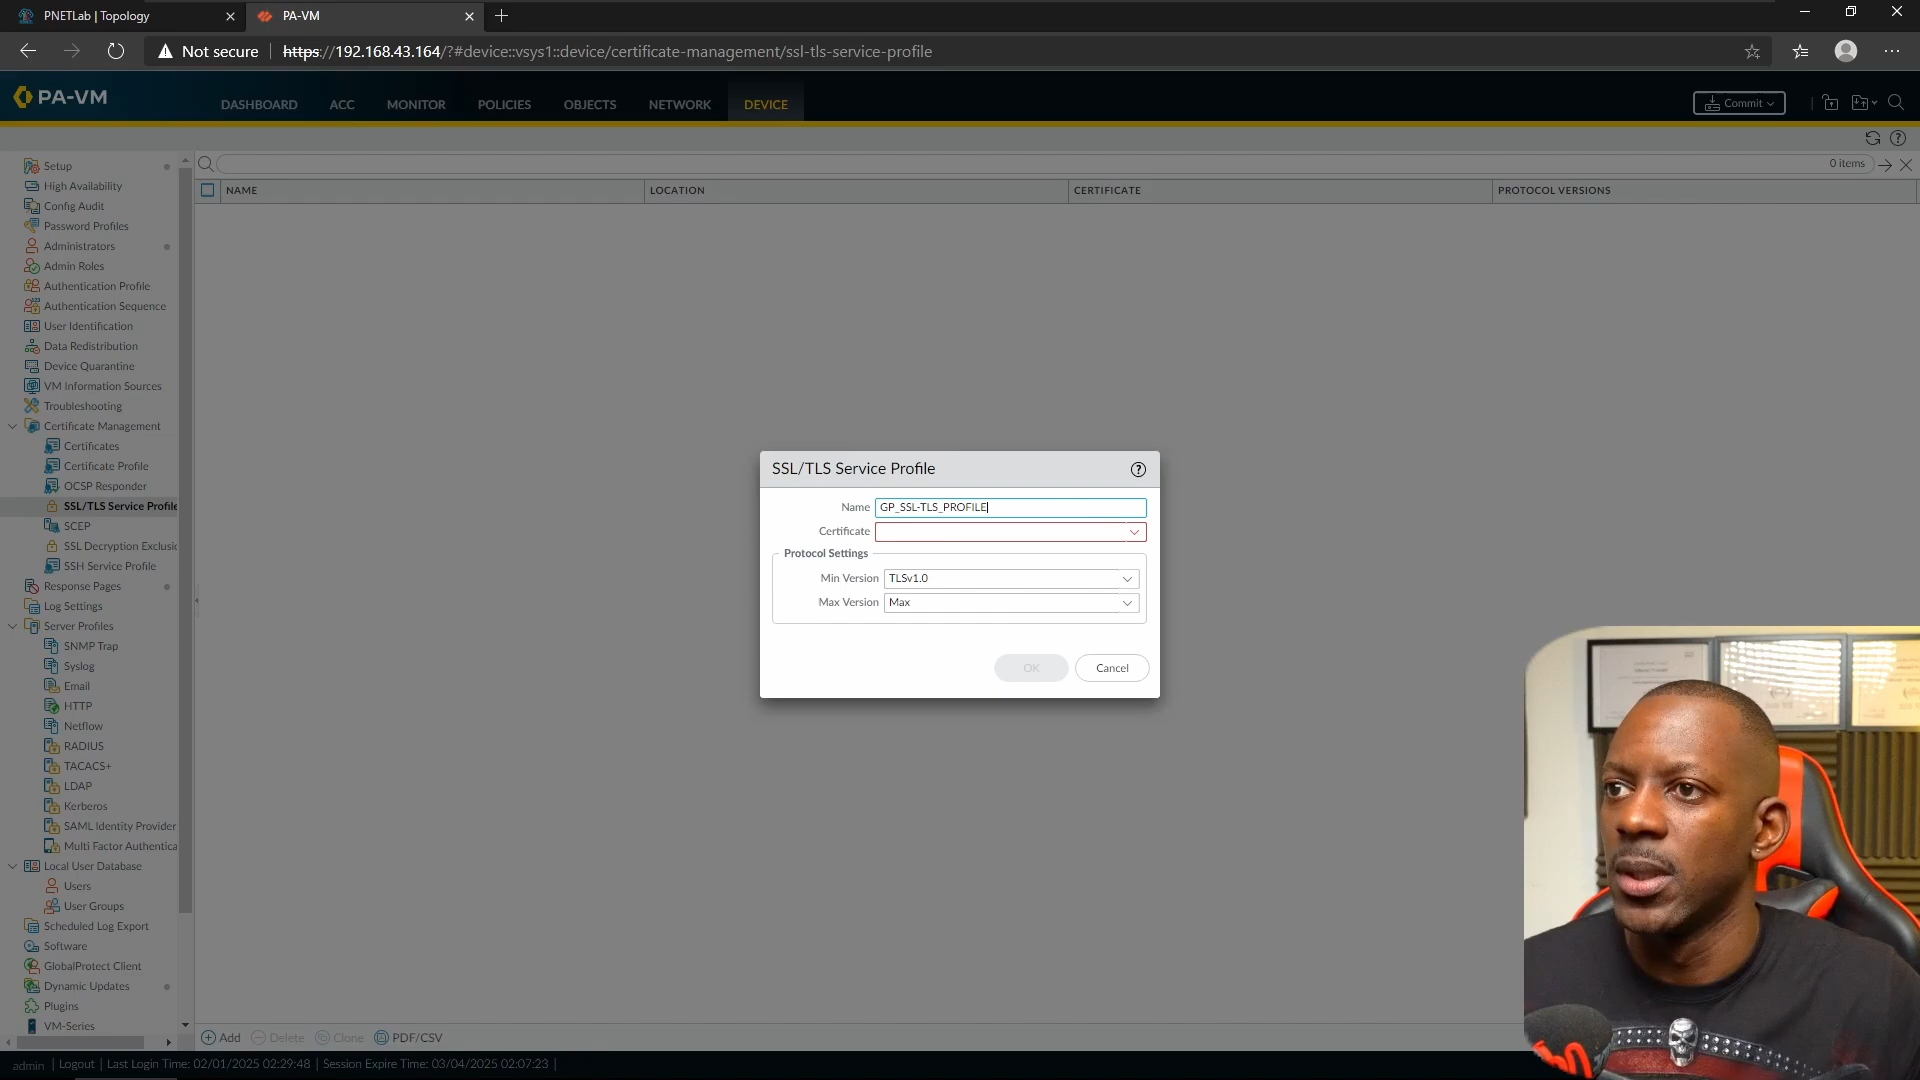 PNETLab | Topology
PA-VM
Not secure
https://192.168.43.164/?#device::vsys1::device/certificate-management/ssl-tls-service-profile
PA-VM
DASHBOARD
ACC
MONITOR
POLICIES
OBJECTS
NETWORK
DEVICE
Commit
0 items
NAME
LOCATION
CERTIFICATE
PROTOCOL VERSIONS
Setup
High Availability
Config Audit
Password Profiles
Administrators
Admin Roles
Authentication Profile
Authentication Sequence
User Identification
Data Redistribution
Device Quarantine
VM Information Sources
Troubleshooting
Certificate Management
Certificates
Certificate Profile
OCSP Responder
SSL/TLS Service Profile
SCEP
SSL Decryption Exclusio
SSH Service Profile
Response Pages
Log Settings
Server Profiles
SNMP Trap
Syslog
Email
HTTP
Netflow
RADIUS
TACACS+
LDAP
Kerberos
SAML Identity Provider
Multi Factor Authentica
Local User Database
Users
User Groups
Scheduled Log Export
Software
GlobalProtect Client
Dynamic Updates
Plugins
VM-Series
SSL/TLS Service Profile
Name GP_SSL-TLS_PROFILE
Certificate
Protocol Settings
Min Version TLSv1.0
Max Version Max
OK
Cancel
Add
Delete
Clone
PDF/CSV
admin | Logout | Last Login Time: 02/01/2025 02:29:48 | Session Expire Time: 03/04/2025 02:07:23 |